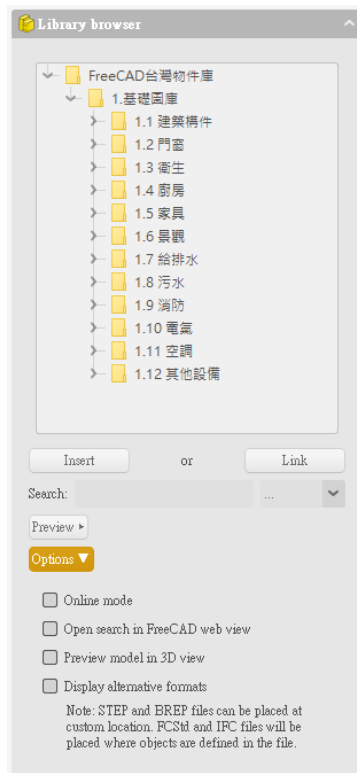 Library browser
FreeCAD台灣物件庫
1.基礎圖庫
1.1 建築構件
1.2 門窗
1.3 衛生
1.4 廚房
1.5 家具
1.6 景觀
1.7 給排水
1.8 污水
1.9 消防
1.10 電氣
1.11 空調
1.12 其他設備
Insert or Link
Search: ...
Preview
Options
Online mode
Open search in FreeCAD web view
Preview model in 3D view
Display alternative formats
Note: STEP and BREP files can be placed at
custom location. FCStd and IFC files will be
placed where objects are defined in the file.